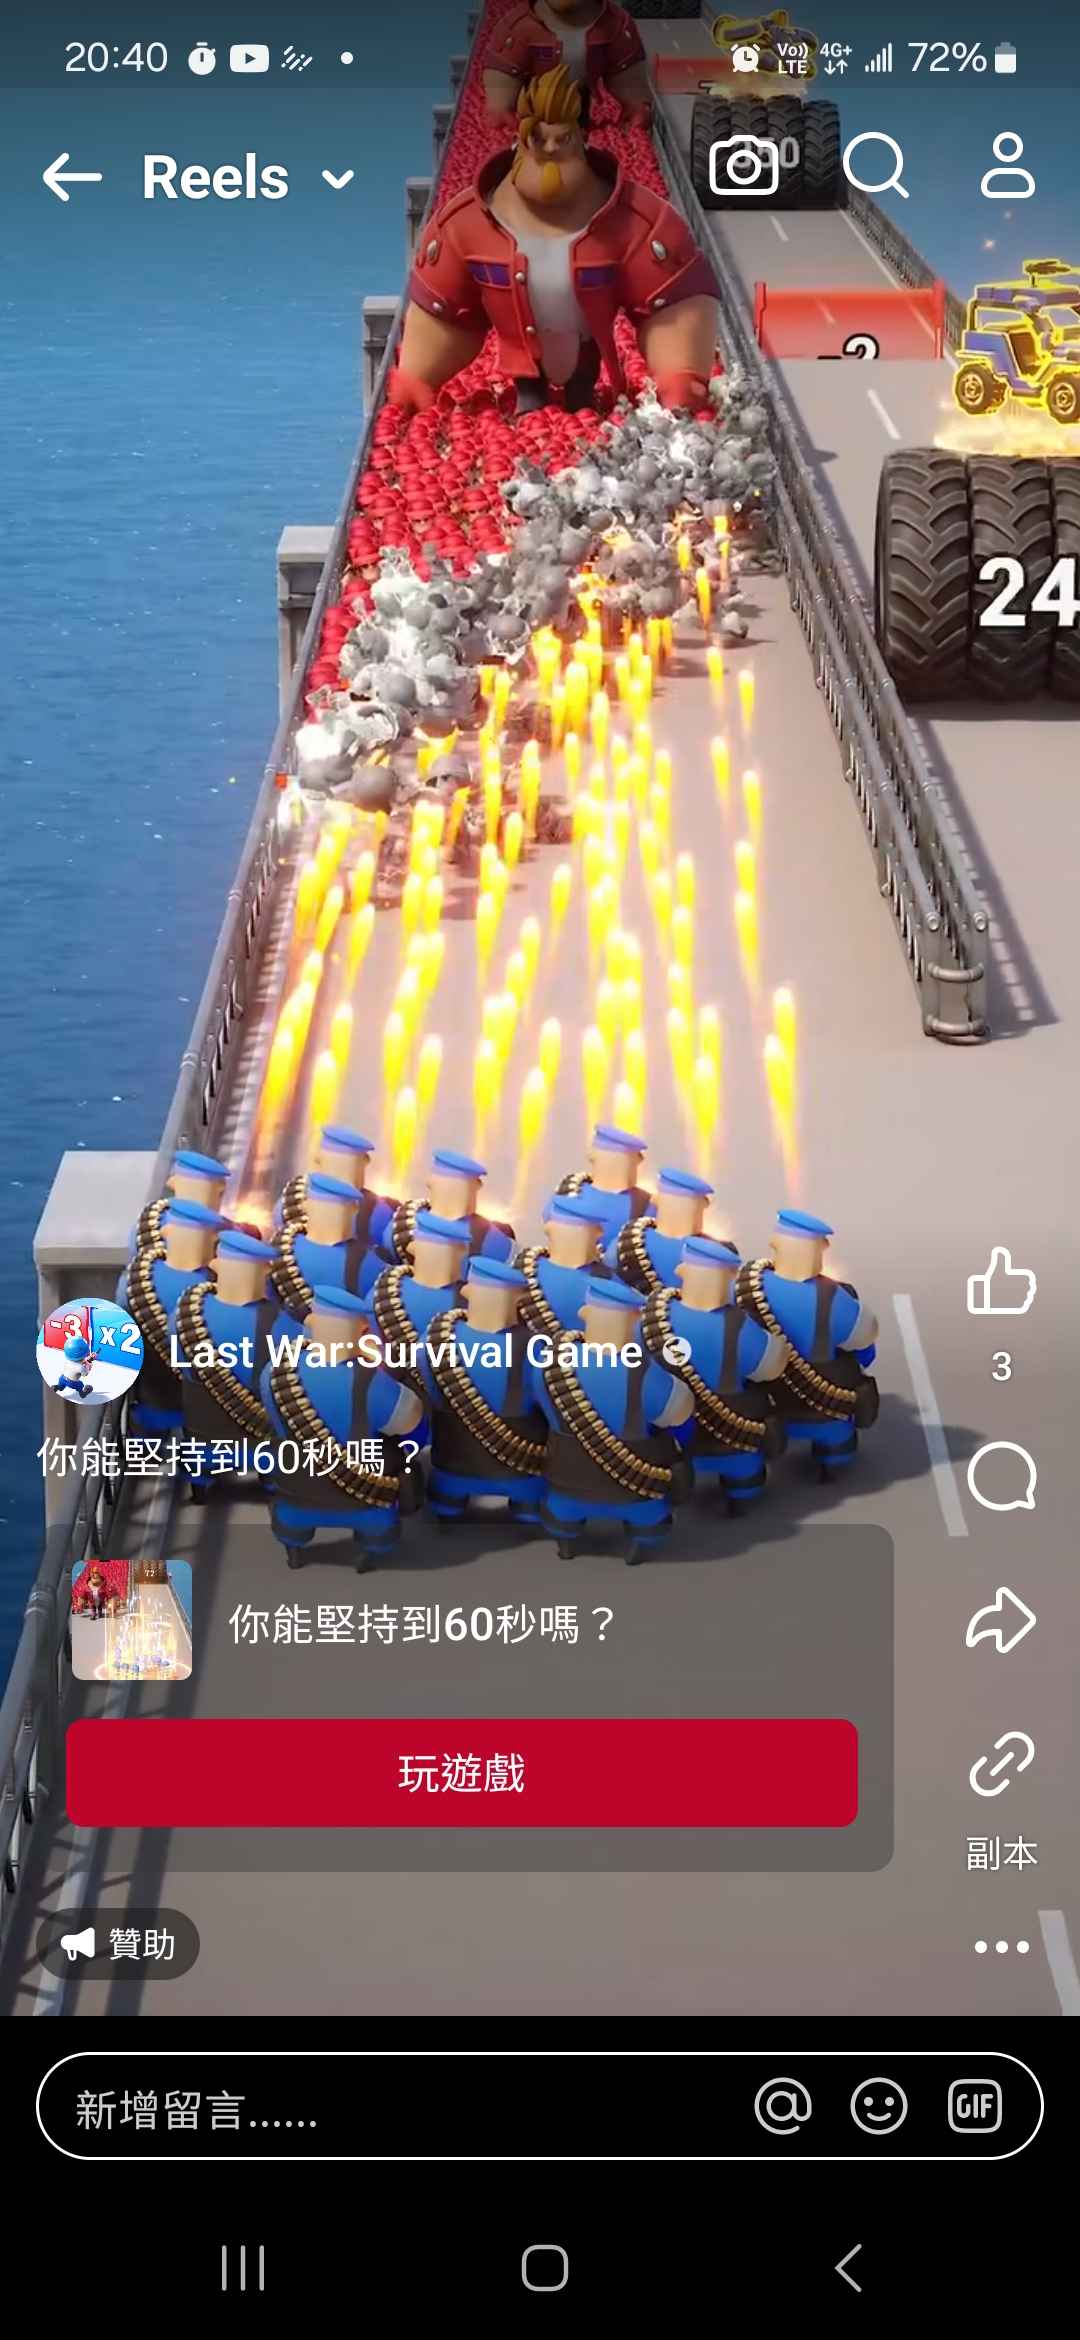 20:40
Vo)) LTE 4G+ 72%
Reels
-2
24
-3 x2
Last War:Survival Game
3
你能堅持到60秒嗎？
72
你能堅持到60秒嗎？
玩遊戲
副本
贊助
新增留言......
GIF